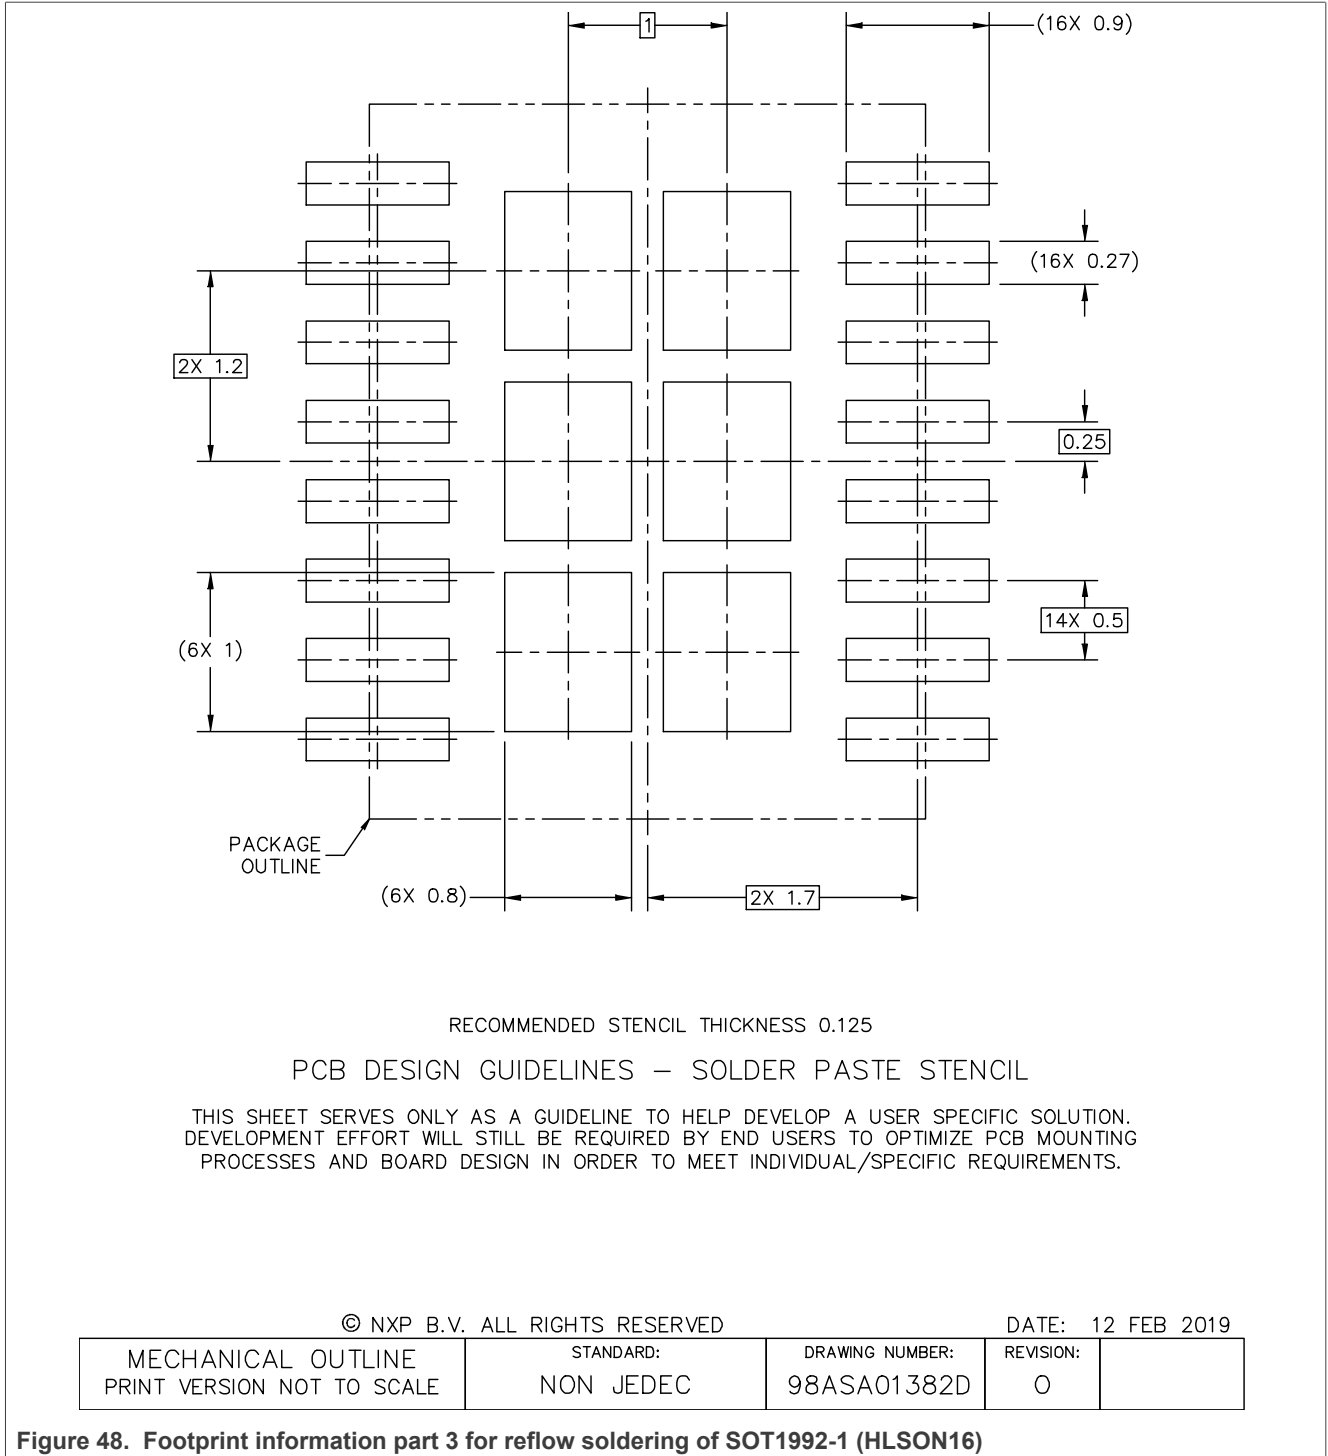 1
(16X 0.9)
(16X 0.27)
2X 1.2
0.25
14X 0.5
(6X 1)
PACKAGE
OUTLINE
(6X 0.8)
2X 1.7
RECOMMENDED STENCIL THICKNESS 0.125
PCB DESIGN GUIDELINES – SOLDER PASTE STENCIL
THIS SHEET SERVES ONLY AS A GUIDELINE TO HELP DEVELOP A USER SPECIFIC SOLUTION.
DEVELOPMENT EFFORT WILL STILL BE REQUIRED BY END USERS TO OPTIMIZE PCB MOUNTING
PROCESSES AND BOARD DESIGN IN ORDER TO MEET INDIVIDUAL/SPECIFIC REQUIREMENTS.
© NXP B.V. ALL RIGHTS RESERVED
DATE: 12 FEB 2019
MECHANICAL OUTLINE
PRINT VERSION NOT TO SCALE
STANDARD:
NON JEDEC
DRAWING NUMBER:
98ASA01382D
REVISION:
O
Figure 48. Footprint information part 3 for reflow soldering of SOT1992-1 (HLSON16)